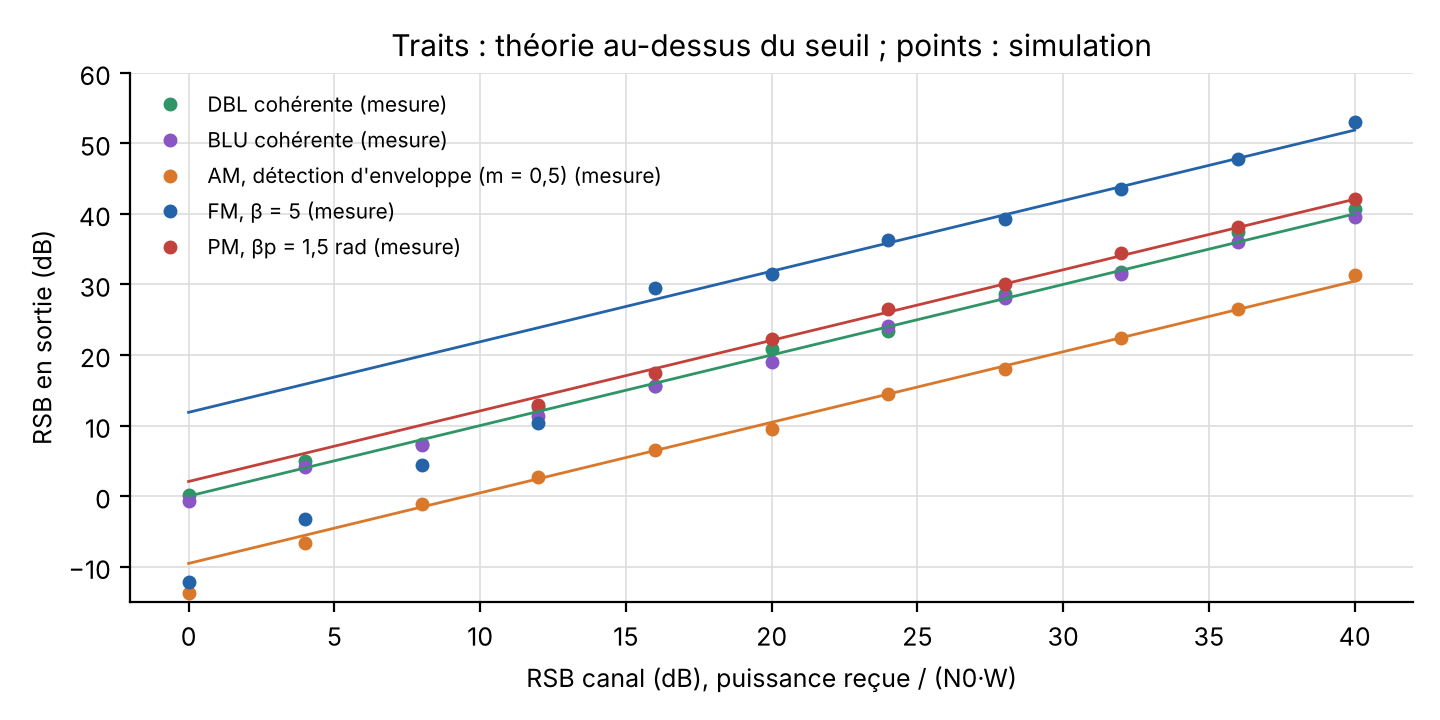 Traits : théorie au-dessus du seuil ; points : simulation
60
50
40
30
20
10
0
−10
RSB en sortie (dB)
DBL cohérente (mesure)
BLU cohérente (mesure)
AM, détection d'enveloppe (m = 0,5) (mesure)
FM, β = 5 (mesure)
PM, βp = 1,5 rad (mesure)
0 5 10 15 20 25 30 35 40
RSB canal (dB), puissance reçue / (N0·W)